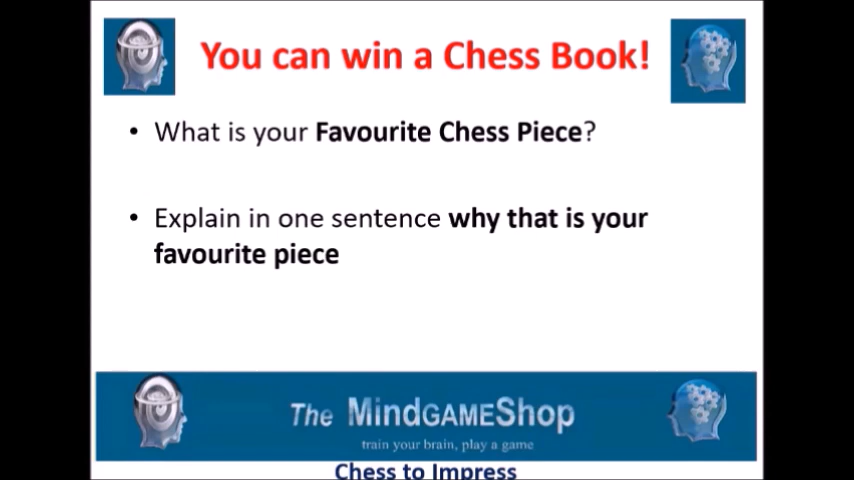 You can win a Chess Book!
• What is your Favourite Chess Piece?
• Explain in one sentence why that is your
favourite piece
The MindGAMEShop
train your brain, play a game
Chess to Impress